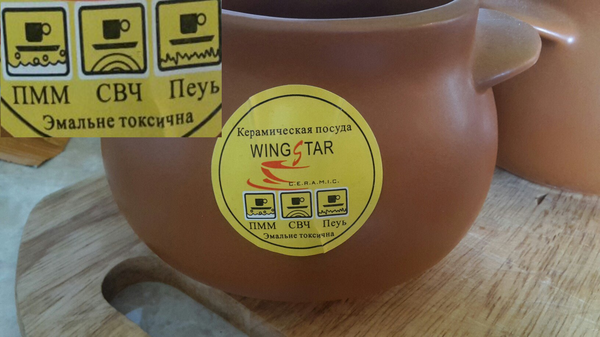 ПММ СВЧ Пеуь
Эмальне токсична
Керамическая посуда
WINGSTAR
C.E.R.A.M.I.C.
ПММ СВЧ Пеуь
Эмальне токсична